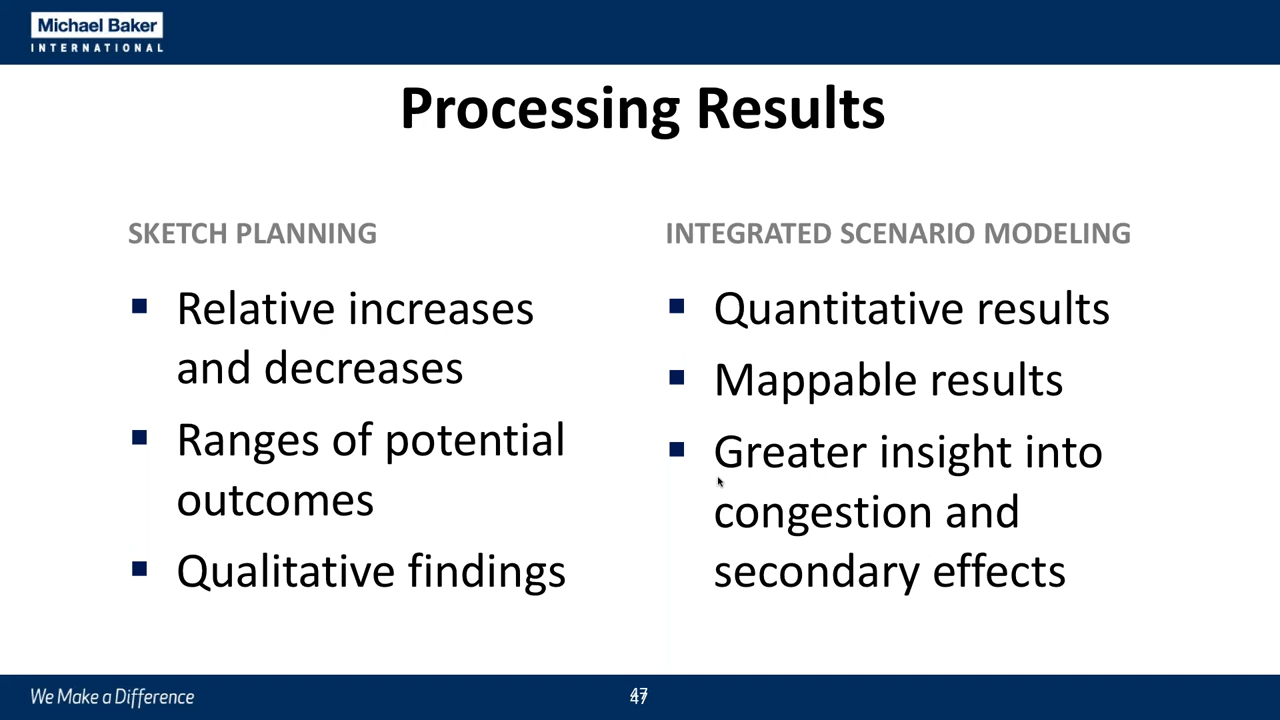 Michael Baker
INTERNATIONAL
Processing Results
SKETCH PLANNING
▪ Relative increases
and decreases
▪ Ranges of potential
outcomes
▪ Qualitative findings
INTEGRATED SCENARIO MODELING
▪ Quantitative results
▪ Mappable results
▪ Greater insight into
congestion and
secondary effects
We Make a Difference
47
47